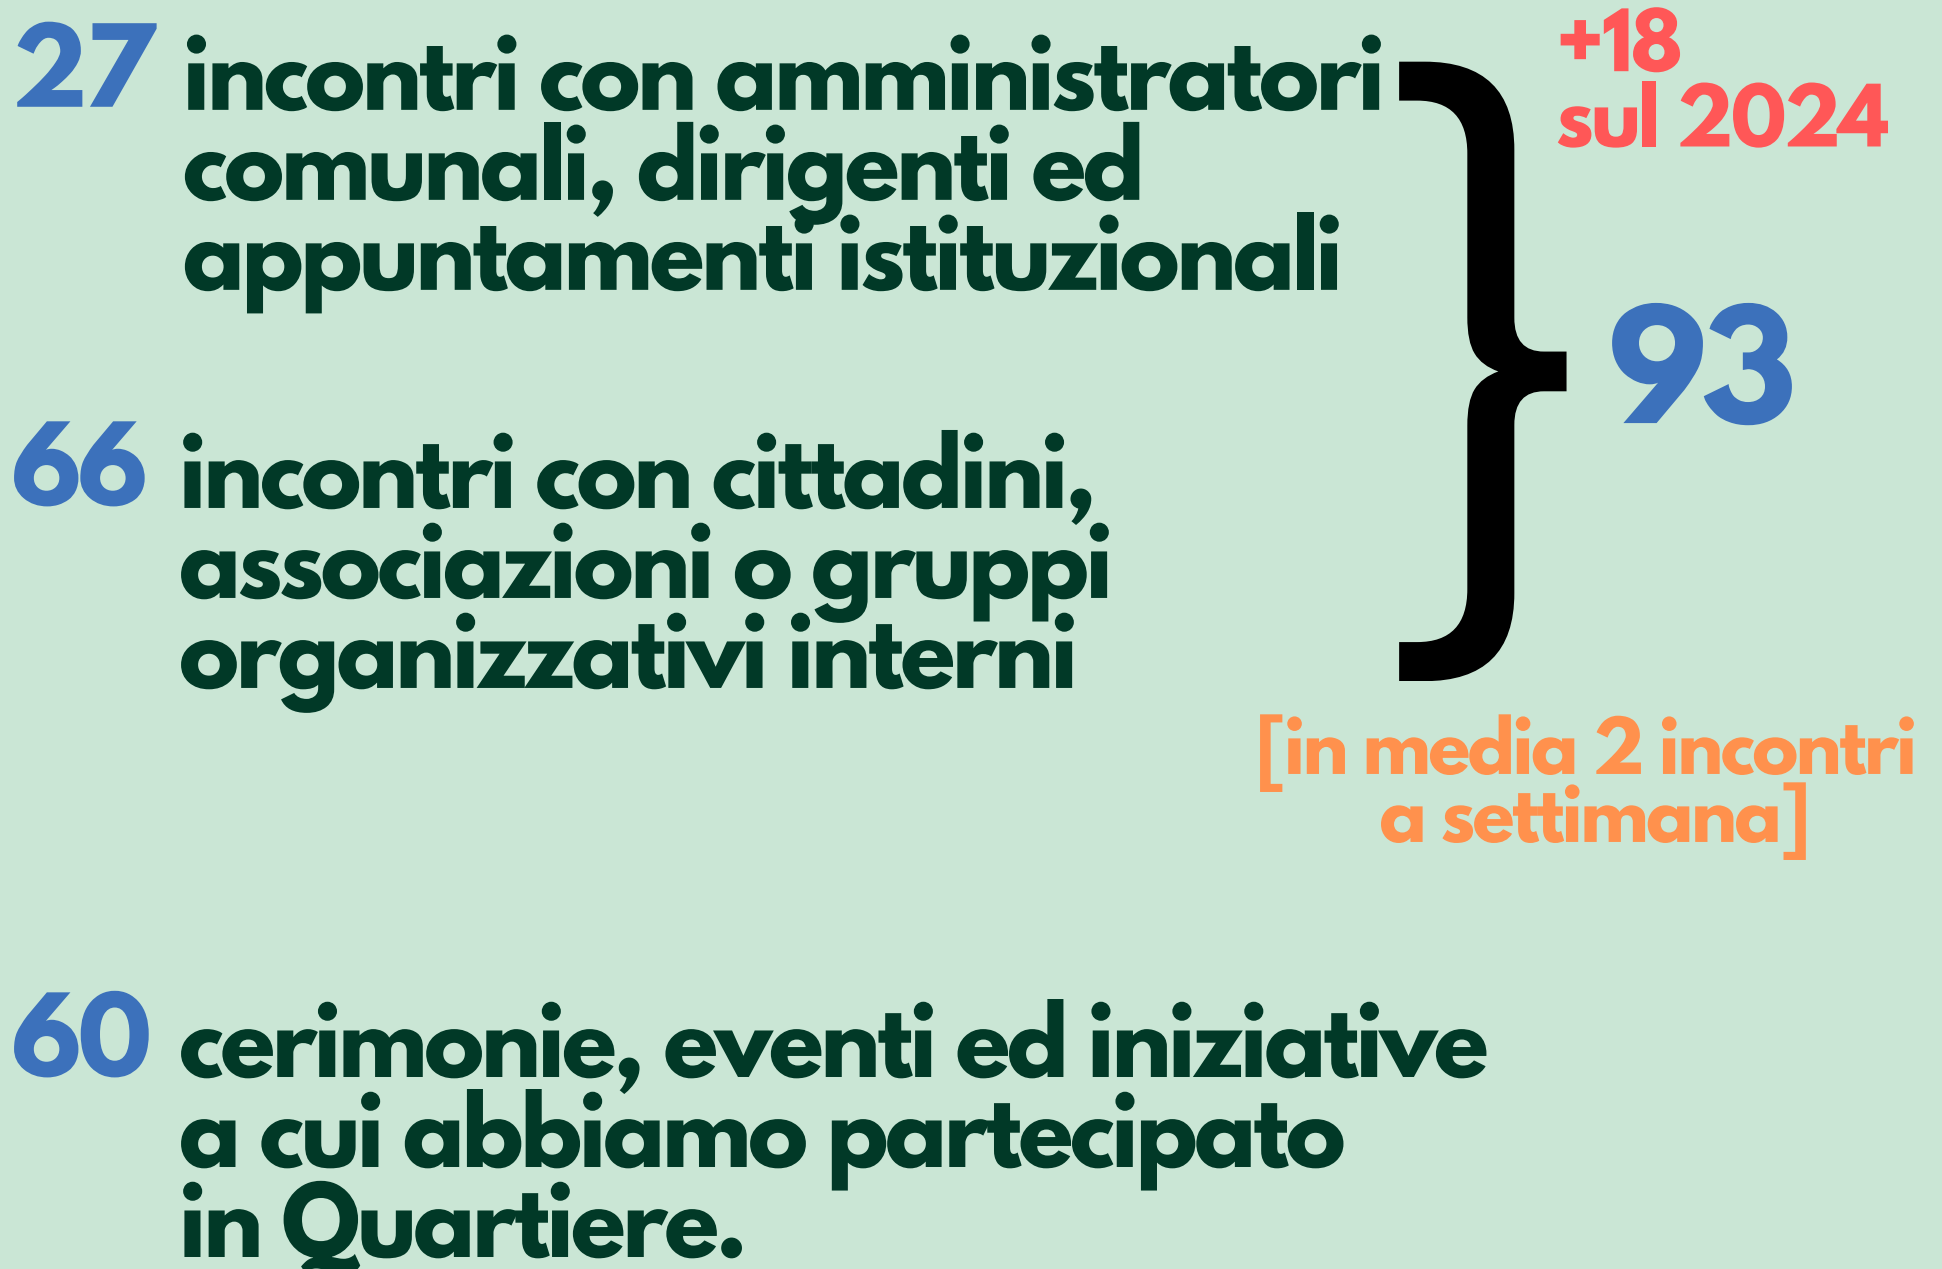 27 incontri con amministratori
comunali, dirigenti ed
appuntamenti istituzionali
+18
sul 2024
93
66 incontri con cittadini,
associazioni o gruppi
organizzativi interni
[in media 2 incontri
a settimana]
60 cerimonie, eventi ed iniziative
a cui abbiamo partecipato
in Quartiere.